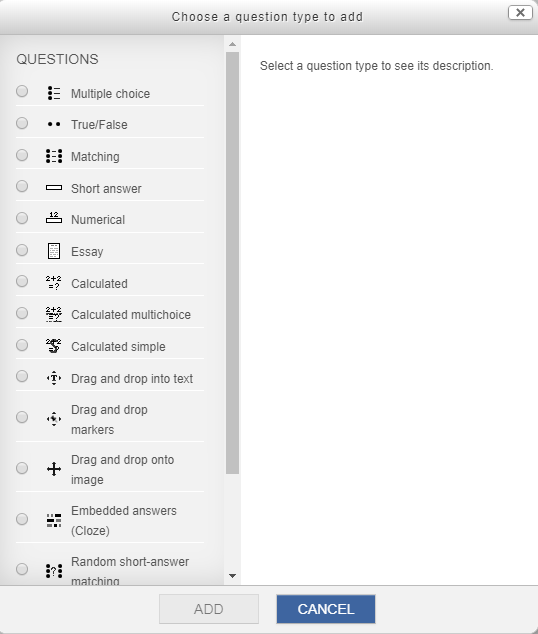 Choose a question type to add
QUESTIONS
Select a question type to see its description.
Multiple choice
True/False
Matching
Short answer
Numerical
Essay
Calculated
Calculated multichoice
Calculated simple
Drag and drop into text
Drag and drop
markers
Drag and drop onto
image
Embedded answers
(Cloze)
Random short-answer
matching
ADD
CANCEL